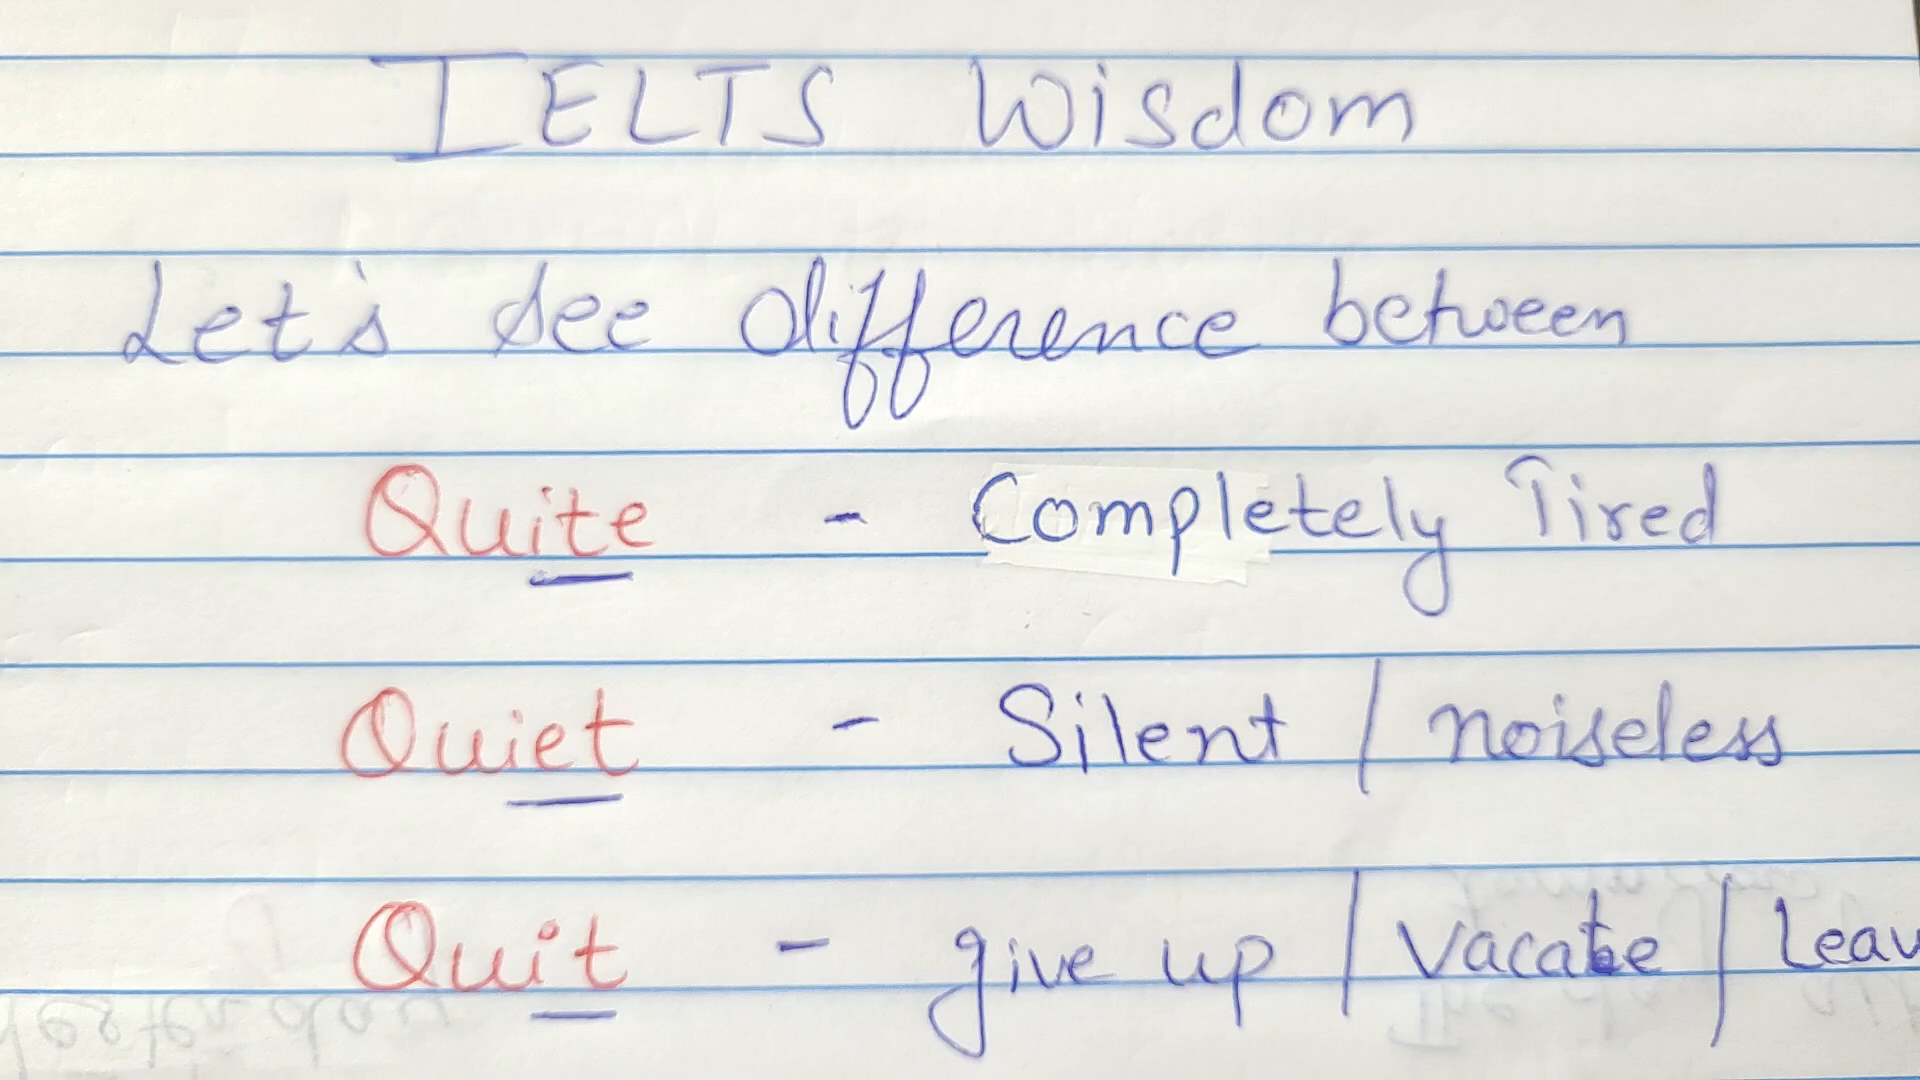 IELTS Wisdom
Let's see difference between
Quite - Completely Tired
Quiet - Silent / noiseless
Quit - give up / vacate / Leav